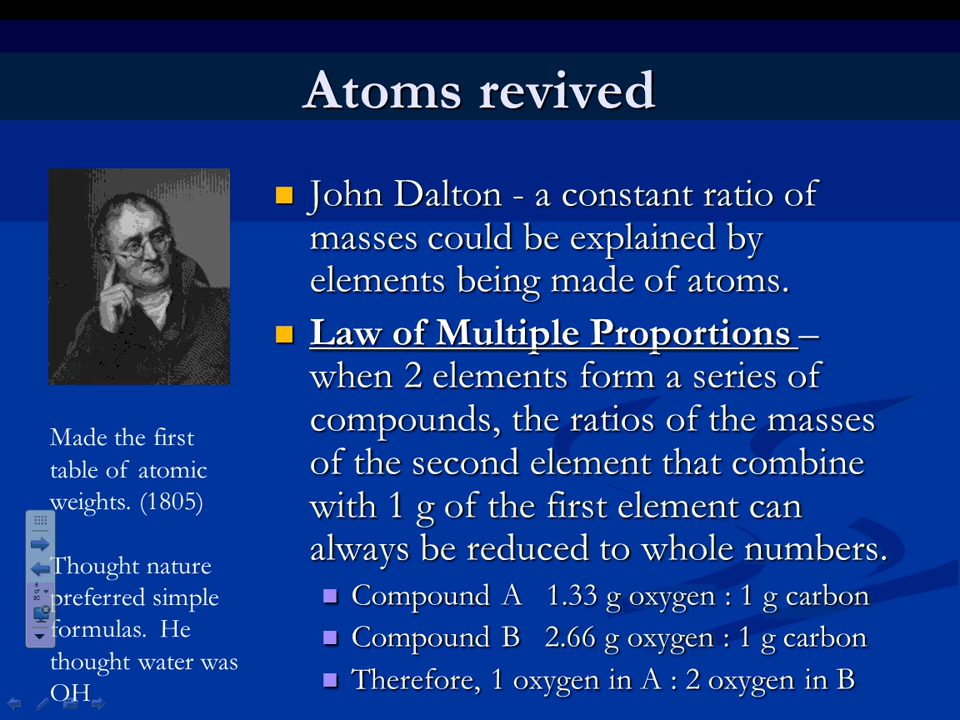 Atoms revived
John Dalton - a constant ratio of
masses could be explained by
elements being made of atoms.
Law of Multiple Proportions –
when 2 elements form a series of
compounds, the ratios of the masses
of the second element that combine
with 1 g of the first element can
always be reduced to whole numbers.
Compound A 1.33 g oxygen : 1 g carbon
Compound B 2.66 g oxygen : 1 g carbon
Therefore, 1 oxygen in A : 2 oxygen in B
Made the first
table of atomic
weights. (1805)
Thought nature
preferred simple
formulas. He
thought water was
OH